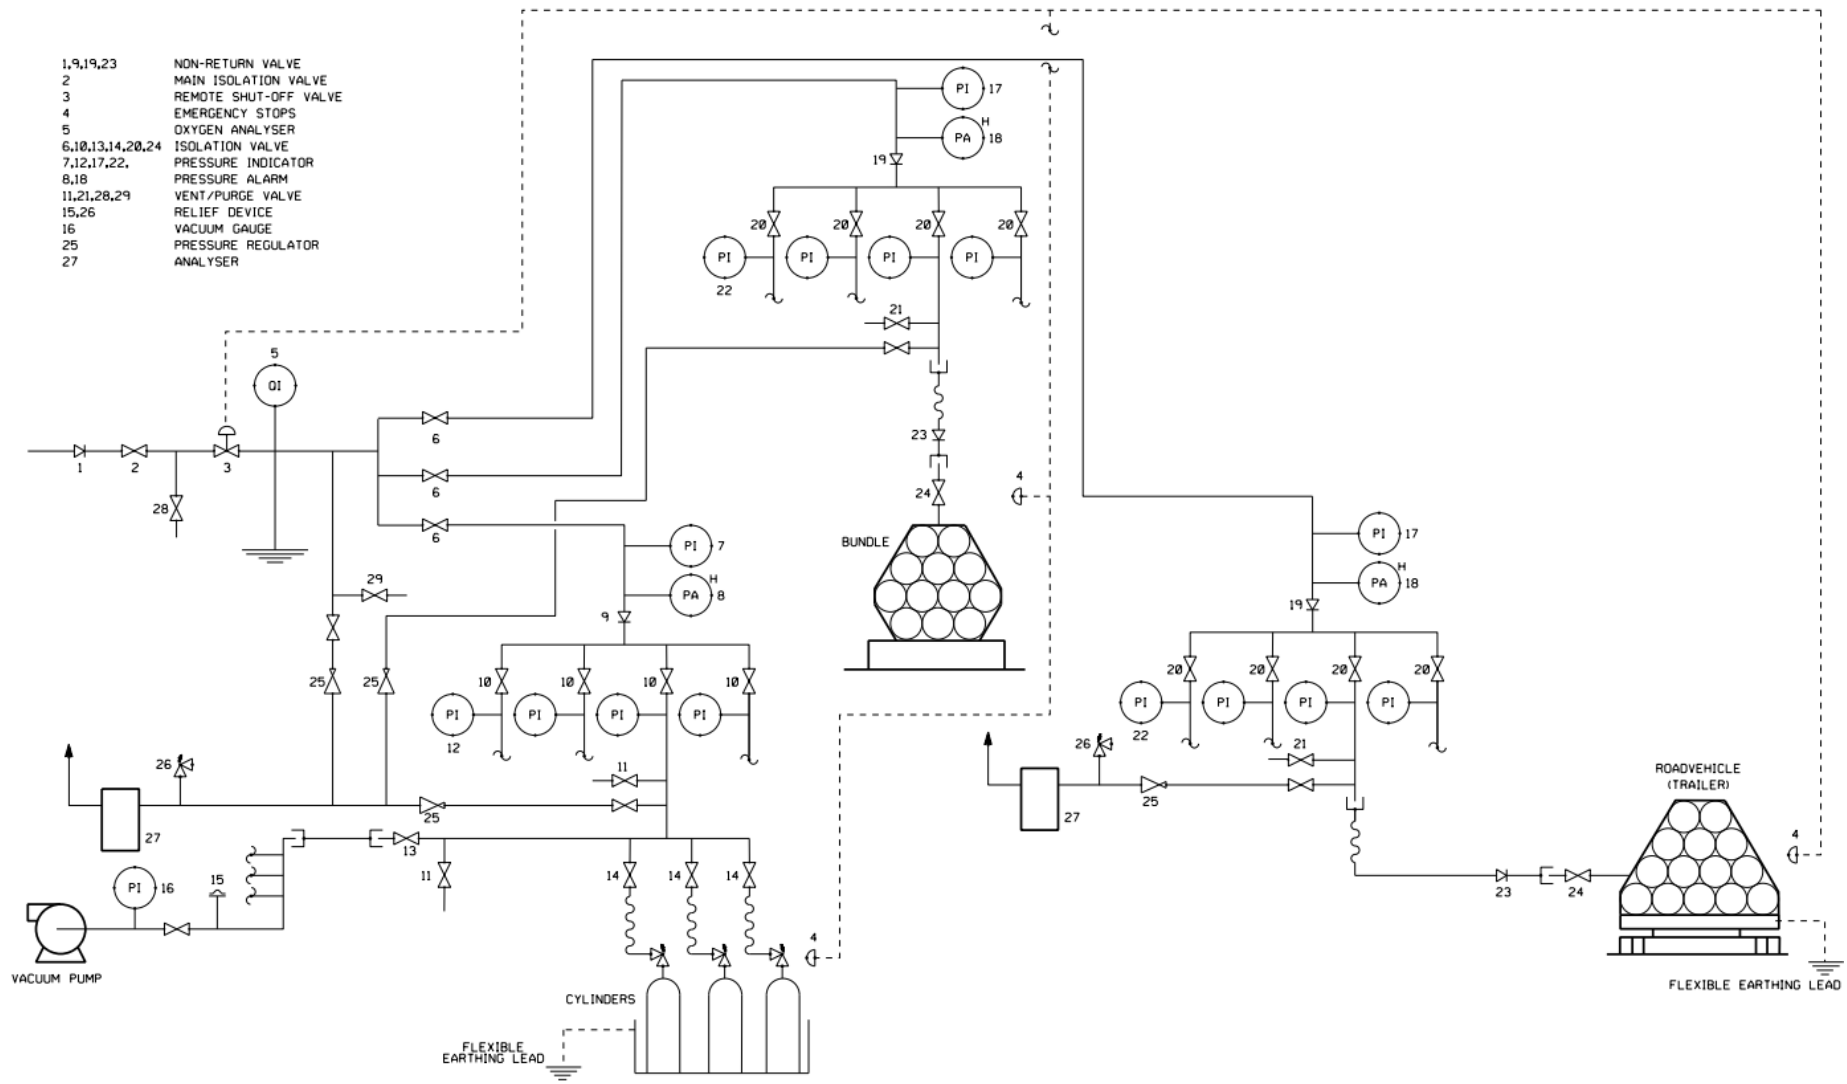 1,9,19,23 NON-RETURN VALVE
2 MAIN ISOLATION VALVE
3 REMOTE SHUT-OFF VALVE
4 EMERGENCY STOPS
5 OXYGEN ANALYSER
6,10,13,14,20,24 ISOLATION VALVE
7,12,17,22, PRESSURE INDICATOR
8,18 PRESSURE ALARM
11,21,28,29 VENT/PURGE VALVE
15,26 RELIEF DEVICE
16 VACUUM GAUGE
25 PRESSURE REGULATOR
27 ANALYSER
PI 17
H
PA 18
19
20 20 20 20
PI PI PI PI
22
21
5
QI
6
23
1 2 3
6
24
4
28
6
BUNDLE
PI 7
PI 17
H
PA 18
29
H
PA 8
9
19
25 25
10 10 10 10
20 20 20 20
PI PI PI PI
12
PI PI PI PI
22
26
11
26
21
25
27
25
27
13
ROADVEHICLE
(TRAILER)
4
PI 16
15
11
14 14 14
23 24
VACUUM PUMP
4
CYLINDERS
FLEXIBLE EARTHING LEAD
FLEXIBLE
EARTHING LEAD